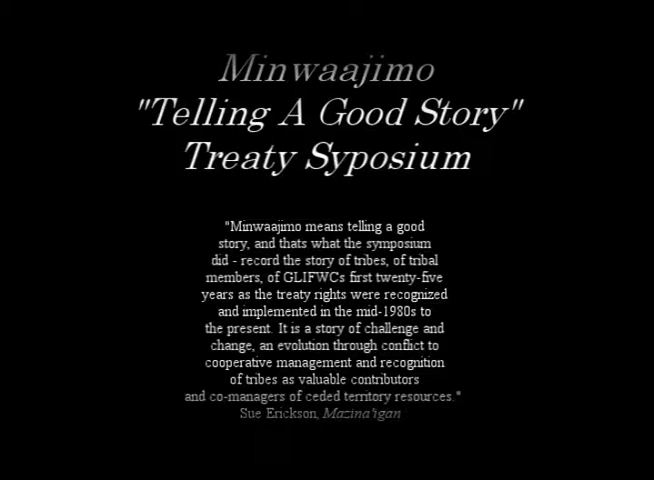 Minwaajimo
"Telling A Good Story"
Treaty Syposium
"Minwaajimo means telling a good
story, and thats what the symposium
did - record the story of tribes, of tribal
members, of GLIFWCs first twenty-five
years as the treaty rights were recognized
and implemented in the mid-1980s to
the present. It is a story of challenge and
change, an evolution through conflict to
cooperative management and recognition
of tribes as valuable contributors
and co-managers of ceded territory resources."
Sue Erickson, Mazina'igan